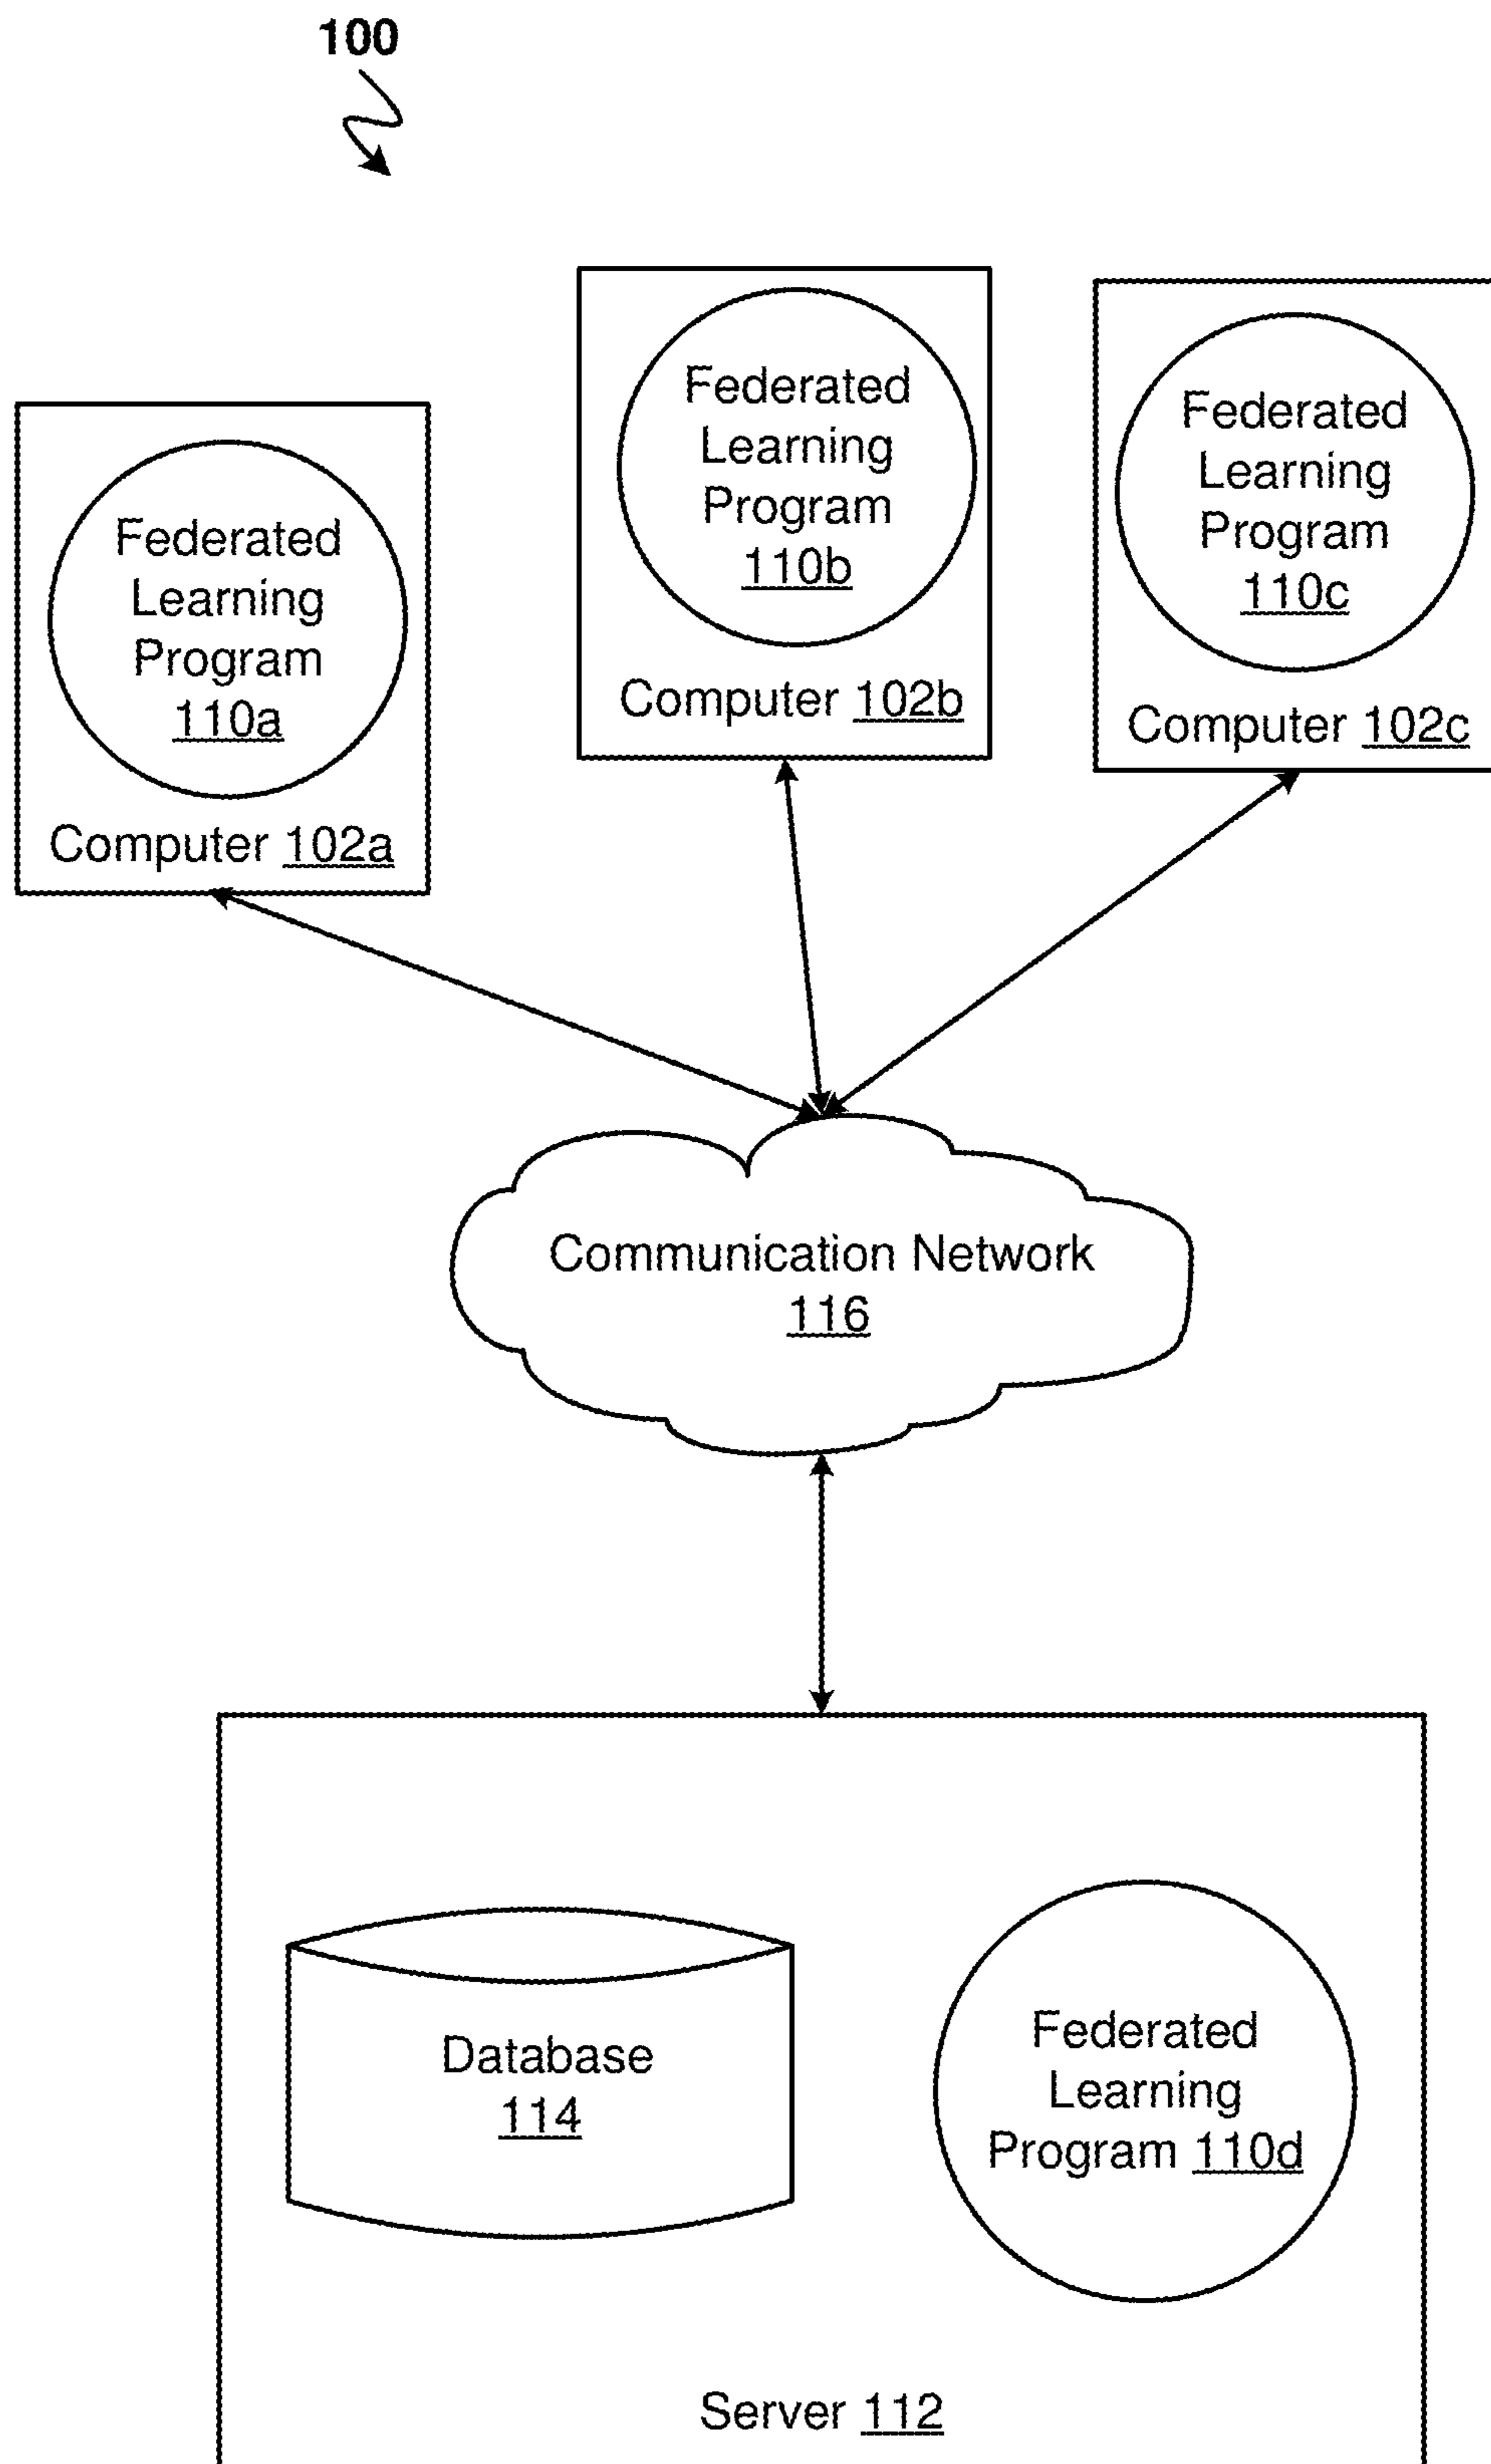 100
Federated
Learning
Program
110a
Computer 102a
Federated
Learning
Program
110b
Computer 102b
Federated
Learning
Program
110c
Computer 102c
Communication Network
116
Database
114
Federated
Learning
Program 110d
Server 112